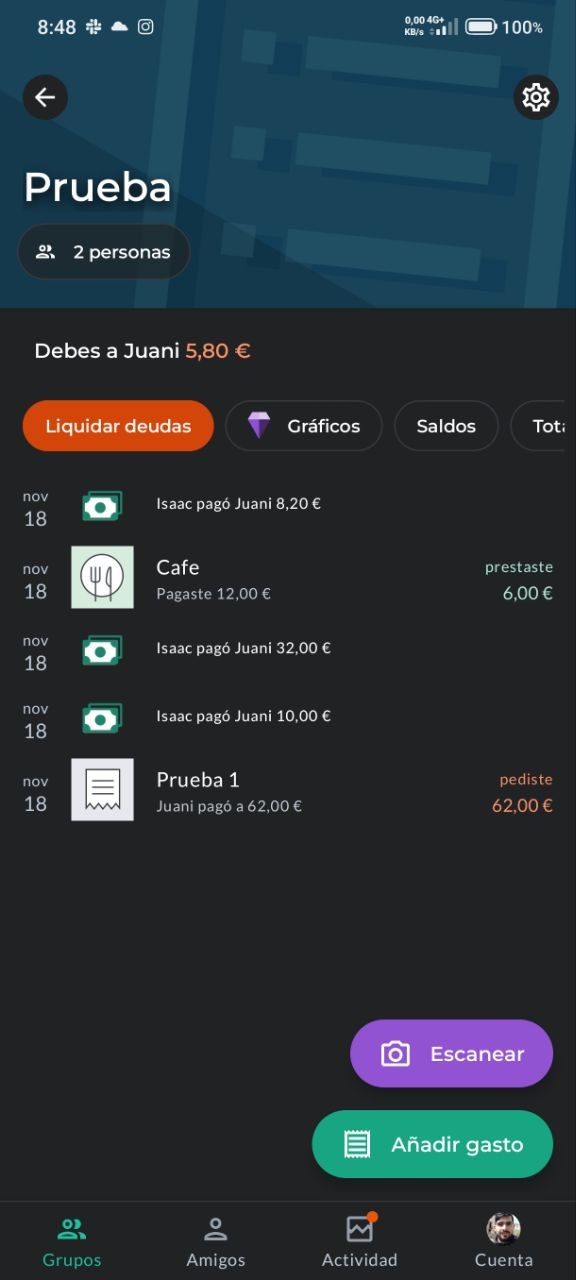 8:48
0,00 4G+
KB/s
100%
Prueba
2 personas
Debes a Juani 5,80 €
Liquidar deudas
Gráficos
Saldos
Tota
nov
18
Isaac pagó Juani 8,20 €
nov
18
Cafe
Pagaste 12,00 €
prestaste
6,00 €
nov
18
Isaac pagó Juani 32,00 €
nov
18
Isaac pagó Juani 10,00 €
nov
18
Prueba 1
Juani pagó a 62,00 €
pediste
62,00 €
Escanear
Añadir gasto
Grupos
Amigos
Actividad
Cuenta